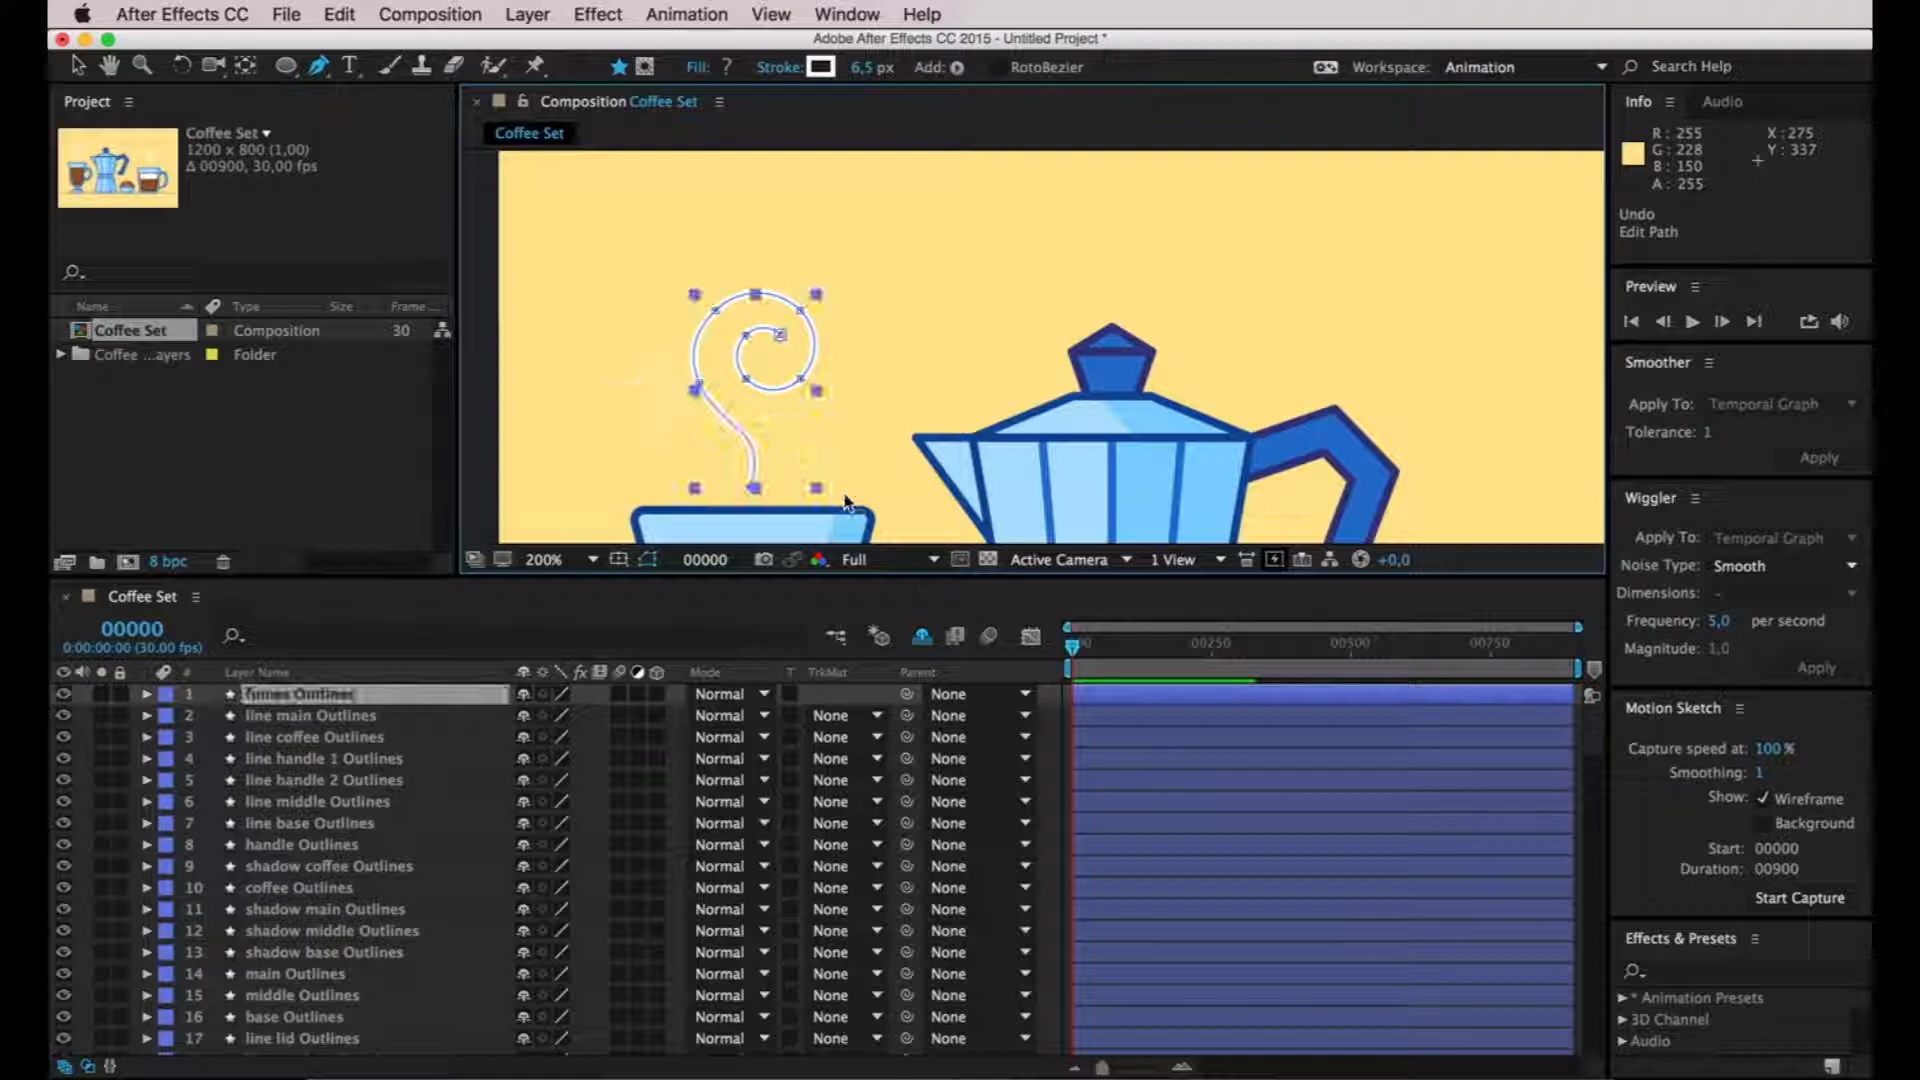 After Effects CC File Edit Composition Layer Effect Animation View Window Help
Adobe After Effects CC 2015 - Untitled Project *
Fill: ? Stroke: 6,5 px Add: RotoBezier Workspace: Animation Search Help
Project
Coffee Set
1200 x 800 (1,00)
Δ 00900, 30,00 fps
Name Type Size Frame ...
Coffee Set Composition 30
Coffee ...ayers Folder
8 bpc
Composition Coffee Set
Coffee Set
200% 00000 Full Active Camera 1 View +0,0
Info Audio
R: 255 X: 275
G: 228 Y: 337
B: 150
A: 255
Undo
Edit Path
Preview
Smoother
Apply To: Temporal Graph
Tolerance: 1
Apply
Wiggler
Apply To: Temporal Graph
Noise Type: Smooth
Dimensions: -
Frequency: 5,0 per second
Magnitude: 1,0
Apply
Motion Sketch
Capture speed at: 100 %
Smoothing: 1
Show: Wireframe
Background
Start: 00000
Duration: 00900
Start Capture
Effects & Presets
* Animation Presets
3D Channel
Audio
Coffee Set
00000
0:00:00:00 (30.00 fps)
00250 00500 00750
# Layer Name fx Mode T TrkMat Parent
1 fumes Outlines Normal None
2 line main Outlines Normal None None
3 line coffee Outlines Normal None None
4 line handle 1 Outlines Normal None None
5 line handle 2 Outlines Normal None None
6 line middle Outlines Normal None None
7 line base Outlines Normal None None
8 handle Outlines Normal None None
9 shadow coffee Outlines Normal None None
10 coffee Outlines Normal None None
11 shadow main Outlines Normal None None
12 shadow middle Outlines Normal None None
13 shadow base Outlines Normal None None
14 main Outlines Normal None None
15 middle Outlines Normal None None
16 base Outlines Normal None None
17 line lid Outlines Normal None None